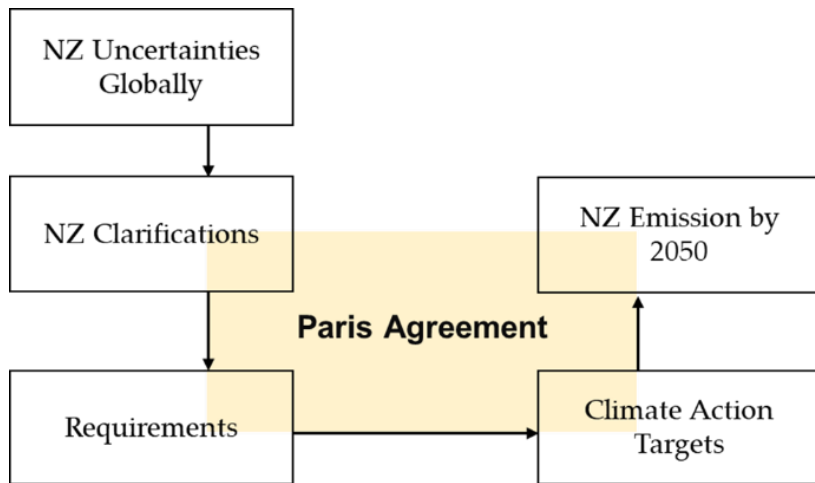 NZ Uncertainties
Globally
NZ Clarifications
NZ Emission by
2050
Paris Agreement
Requirements
Climate Action
Targets